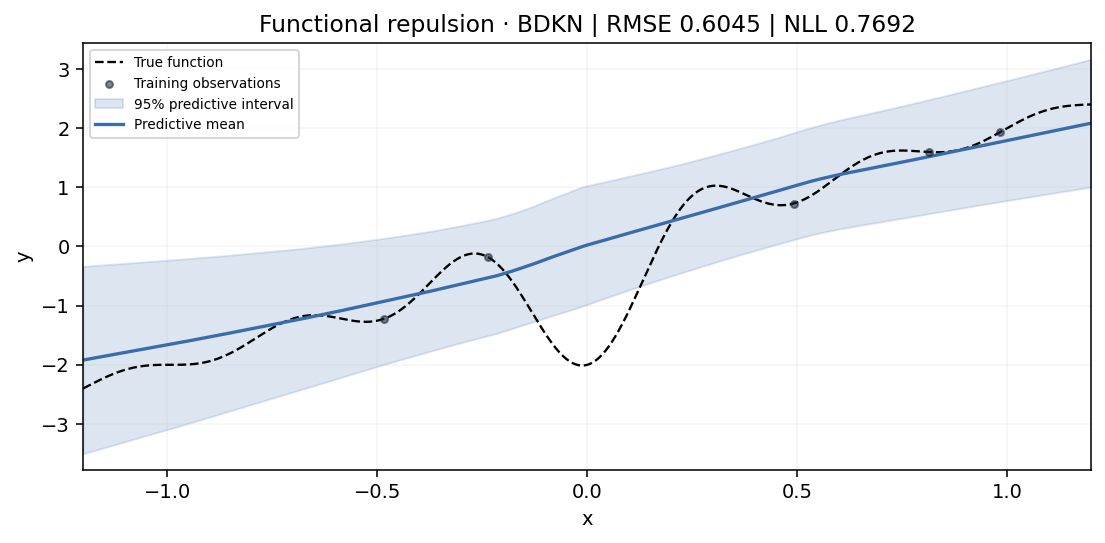 Functional repulsion · BDKN | RMSE 0.6045 | NLL 0.7692
True function
Training observations
95% predictive interval
Predictive mean
3
2
1
0
−1
−2
−3
y
−1.0
−0.5
0.0
0.5
1.0
x